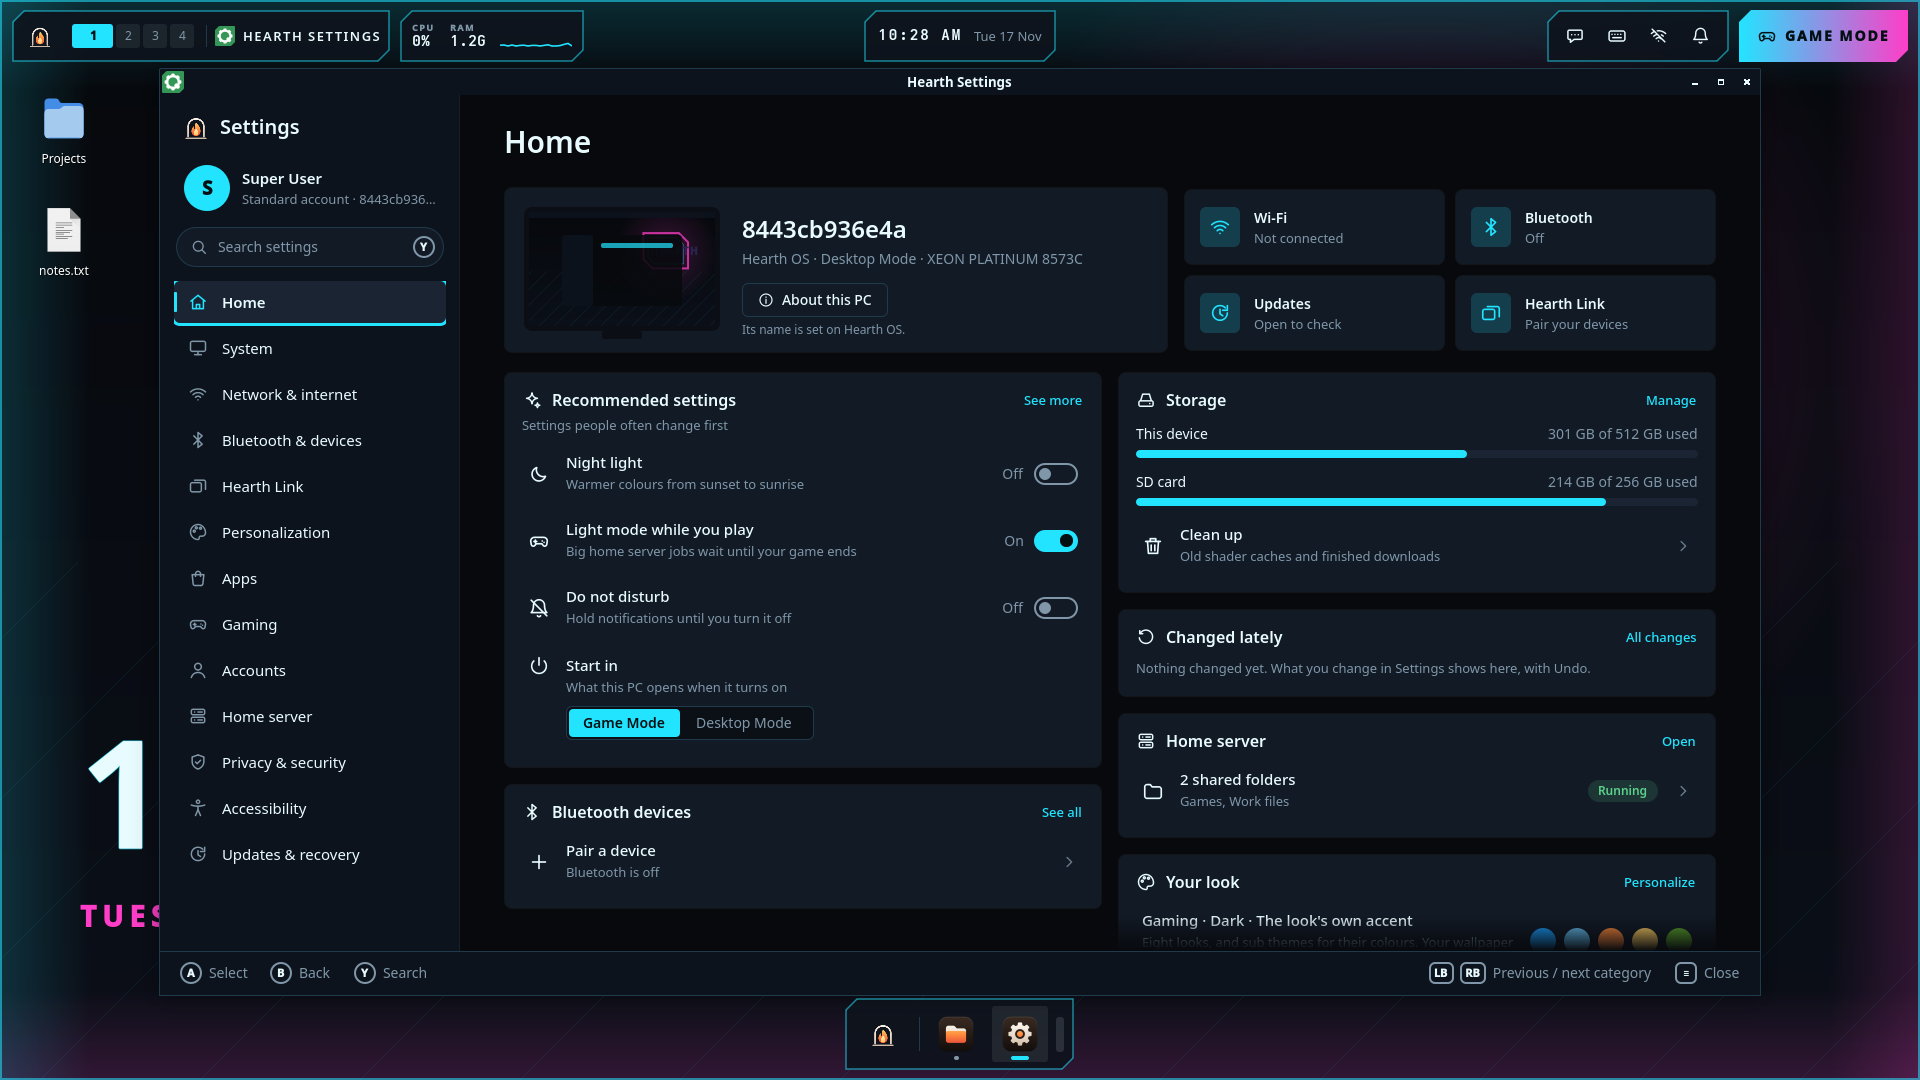 1 2 3 4 HEARTH SETTINGS
CPU 0%
RAM 1.2G
10:28 AM Tue 17 Nov
GAME MODE
Projects
notes.txt
1
TUES
Hearth Settings
Settings
S
Super User
Standard account · 8443cb936...
Search settings Y
Home
System
Network & internet
Bluetooth & devices
Hearth Link
Personalization
Apps
Gaming
Accounts
Home server
Privacy & security
Accessibility
Updates & recovery
Home
8443cb936e4a
Hearth OS · Desktop Mode · XEON PLATINUM 8573C
About this PC
Its name is set on Hearth OS.
Wi-Fi
Not connected
Bluetooth
Off
Updates
Open to check
Hearth Link
Pair your devices
Recommended settings See more
Settings people often change first
Night light
Warmer colours from sunset to sunrise
Off
Light mode while you play
Big home server jobs wait until your game ends
On
Do not disturb
Hold notifications until you turn it off
Off
Start in
What this PC opens when it turns on
Game Mode Desktop Mode
Bluetooth devices See all
Pair a device
Bluetooth is off
Storage Manage
This device 301 GB of 512 GB used
SD card 214 GB of 256 GB used
Clean up
Old shader caches and finished downloads
Changed lately All changes
Nothing changed yet. What you change in Settings shows here, with Undo.
Home server Open
2 shared folders
Games, Work files
Running
Your look Personalize
Gaming · Dark · The look's own accent
Eight looks, and sub themes for their colours. Your wallpaper
A Select B Back Y Search
LB RB Previous / next category ≡ Close